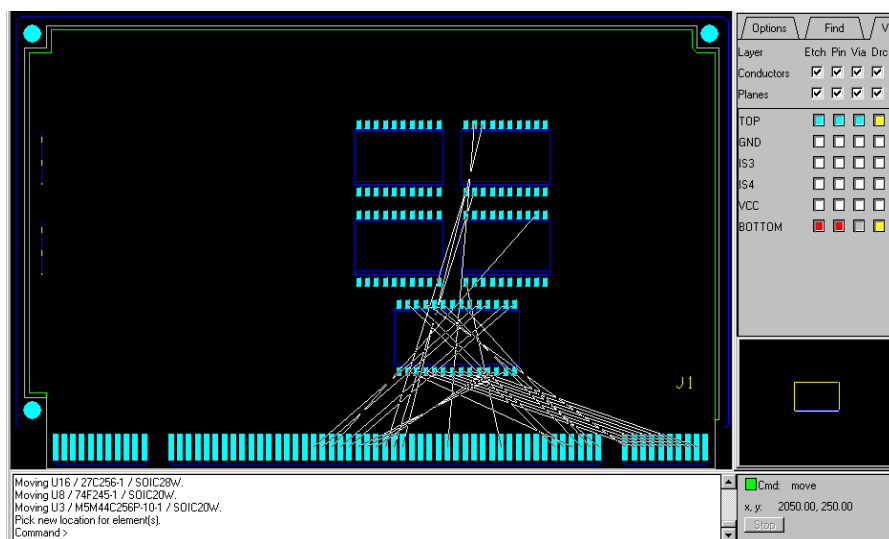 Options Find V
Layer Etch Pin Via Drc
Conductors
Planes
TOP
GND
IS3
IS4
VCC
BOTTOM
J1
Moving U16 / 27C256-1 / SOIC28W.
Moving U8 / 74F245-1 / SOIC20W.
Moving U3 / M5M44C256P-10-1 / SOIC20W.
Pick new location for element(s).
Command >
Cmd: move
x, y: 2050.00, 250.00
Stop